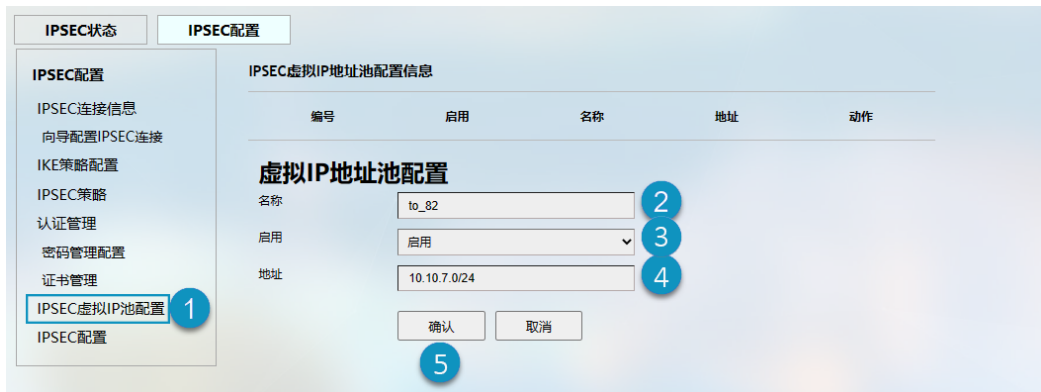 IPSEC状态 IPSEC配置
IPSEC配置
IPSEC连接信息
向导配置IPSEC连接
IKE策略配置
IPSEC策略
认证管理
密码管理配置
证书管理
IPSEC虚拟IP池配置 1
IPSEC配置
IPSEC虚拟IP地址池配置信息
编号 启用 名称 地址 动作
虚拟IP地址池配置
名称 to_82 2
启用 启用 3
地址 10.10.7.0/24 4
确认 取消
5